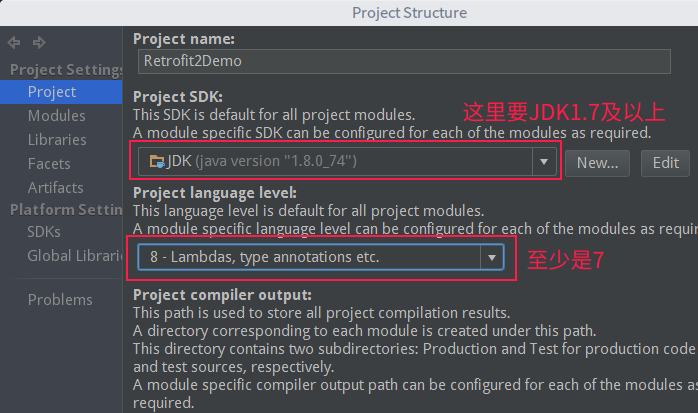 Project Structure
Project Settings
Project
Modules
Libraries
Facets
Artifacts
Platform Settin
SDKs
Global Librari
Problems
Project name:
Retrofit2Demo
Project SDK:
This SDK is default for all project modules.
这里要JDK1.7及以上
A module specific SDK can be configured for each of the modules as required.
JDK (java version "1.8.0_74")
New...
Edit
Project language level:
This language level is default for all project modules.
A module specific language level can be configured for each of the modules as requir
8 - Lambdas, type annotations etc.
至少是7
Project compiler output:
This path is used to store all project compilation results.
A directory corresponding to each module is created under this path.
This directory contains two subdirectories: Production and Test for production code
and test sources, respectively.
A module specific compiler output path can be configured for each of the modules as
required.